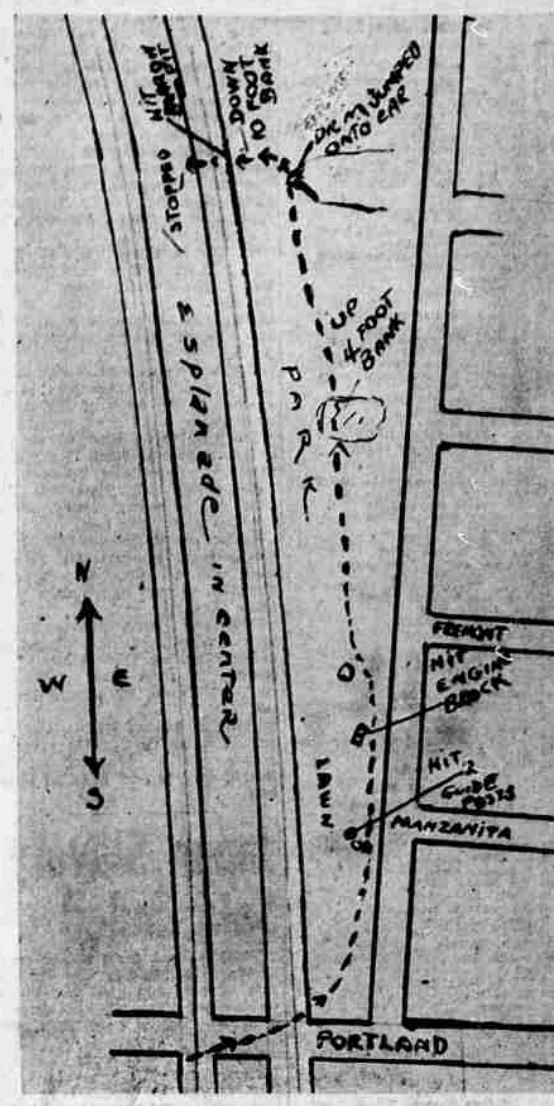 HIT
STOPPED
DOWN
10 FOOT
BANK
JUMPED
ONTO CAR
UP
4 FOOT
BANK
PARK
ESplanade in center
N
W E
S
FREMONT
HIT
ENGINE
BLOCK
LAWN
HIT 2
GUIDE
POSTS
MANZANITA
PORTLAND